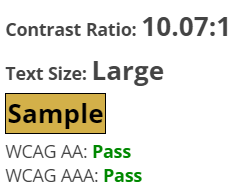 Contrast Ratio: 10.07:1
Text Size: Large
Sample
WCAG AA: Pass
WCAG AAA: Pass